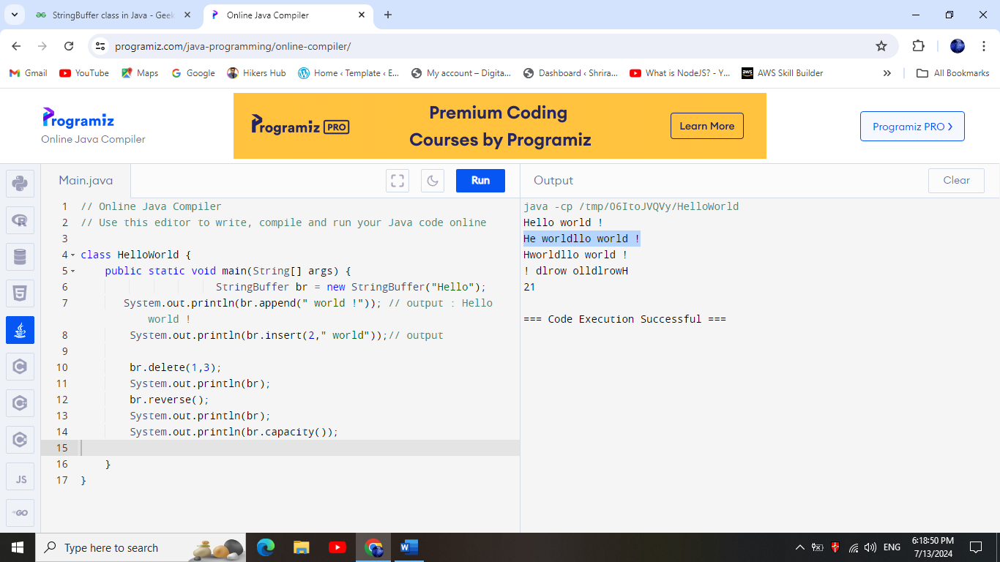 StringBuffer class in Java - Geek
Online Java Compiler
programiz.com/java-programming/online-compiler/
Gmail
YouTube
Maps
Google
Hikers Hub
Home ‹ Template ‹ E...
My account – Digita...
Dashboard ‹ Shrira...
What is NodeJS? - Y...
aws
AWS Skill Builder
All Bookmarks
Programiz
Online Java Compiler
Programiz PRO
Premium Coding
Courses by Programiz
Learn More
Programiz PRO
Main.java
Run
Output
Clear
1 // Online Java Compiler
2 // Use this editor to write, compile and run your Java code online
3
4 class HelloWorld {
5 public static void main(String[] args) {
6 StringBuffer br = new StringBuffer("Hello");
7 System.out.println(br.append(" world !")); // output : Hello
world !
8 System.out.println(br.insert(2," world"));// output
9
10 br.delete(1,3);
11 System.out.println(br);
12 br.reverse();
13 System.out.println(br);
14 System.out.println(br.capacity());
15
16 }
17 }
java -cp /tmp/O6ItoJVQVy/HelloWorld
Hello world !
He worldllo world !
Hworldllo world !
! dlrow olldlrowH
21
=== Code Execution Successful ===
R
5
C
C
C
JS
GO
Type here to search
ENG
6:18:50 PM
7/13/2024